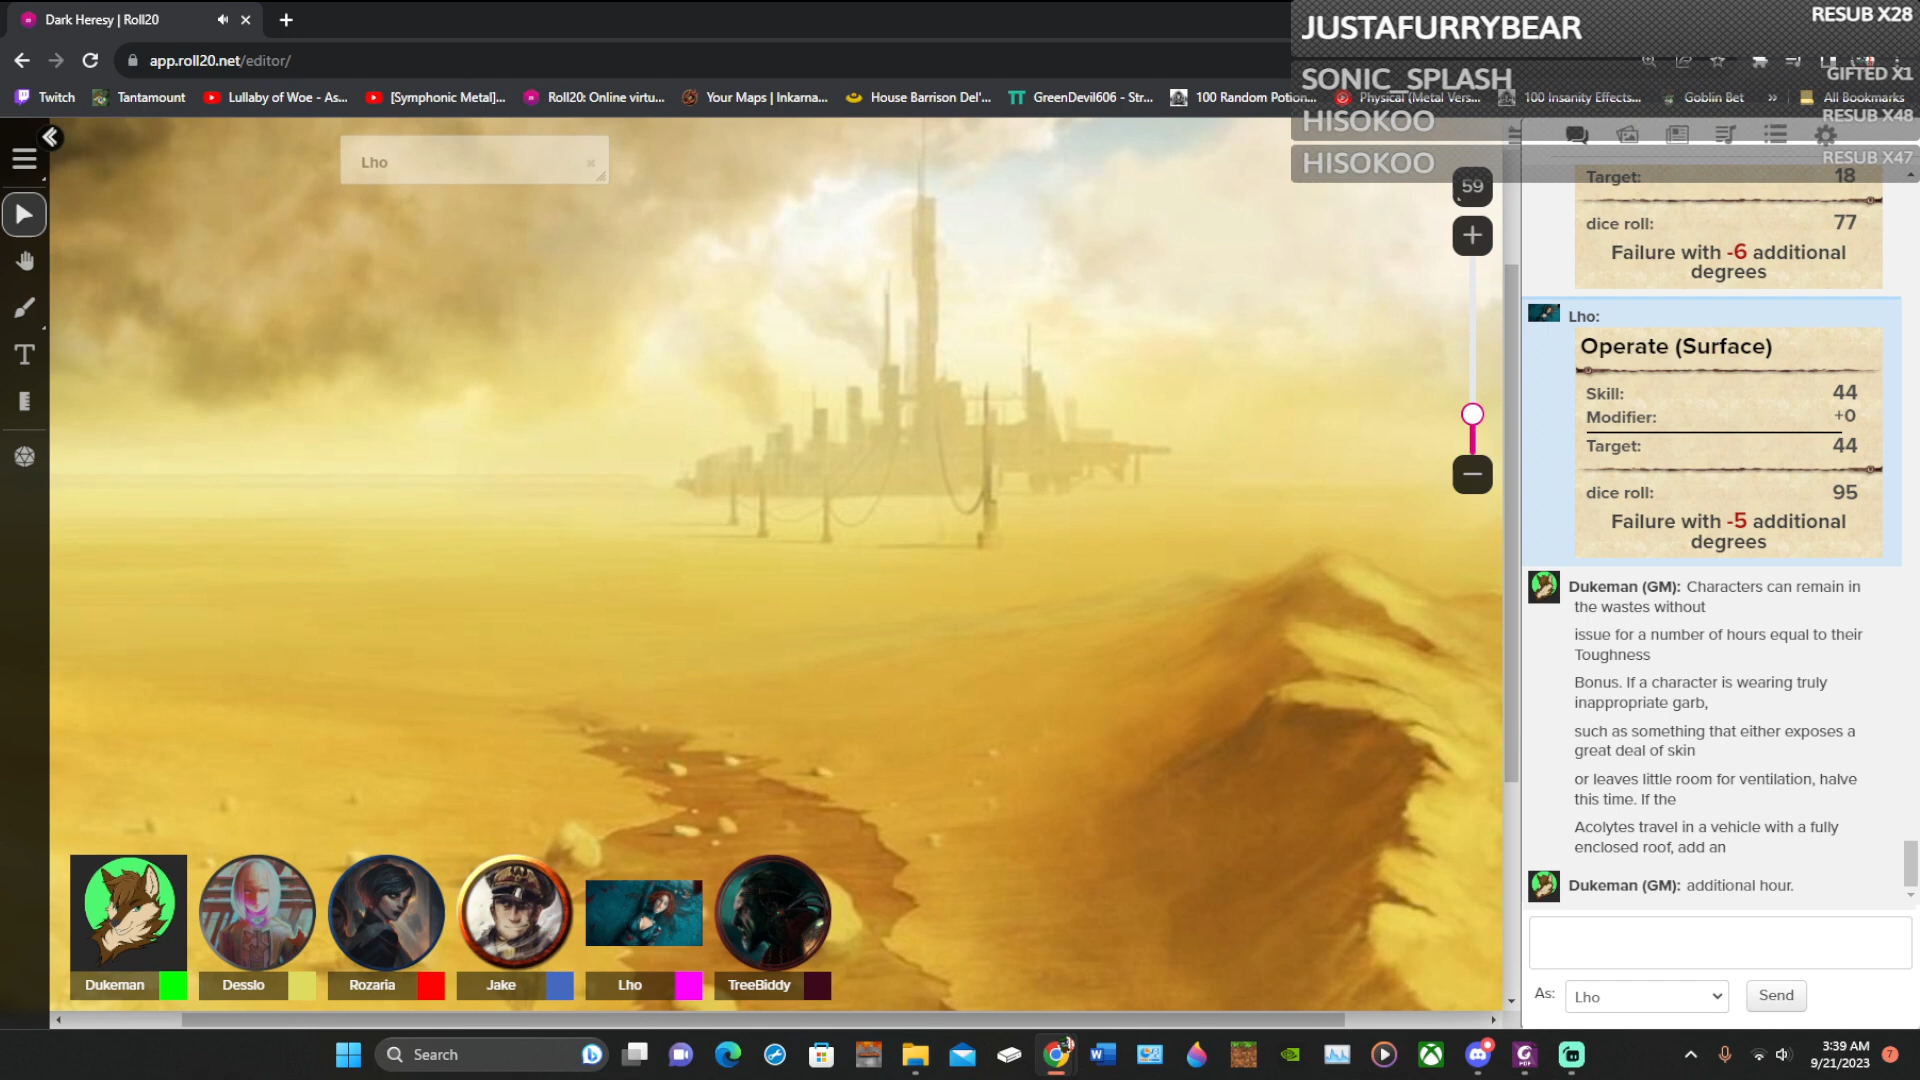 Dark Heresy | Roll20
JUSTAFURRYBEAR
RESUB X28
app.roll20.net/editor/
SONIC_SPLASH
GIFTED X1
Twitch
Tantamount
Lullaby of Woe - As...
[Symphonic Metal]...
Roll20: Online virtu...
Your Maps | Inkarna...
House Barrison Del'...
GreenDevil606 - Str...
100 Random Potion...
Physical (Metal Vers...
100 Insanity Effects...
Goblin Bet
»
All Bookmarks
HISOKOO
RESUB X48
HISOKOO
RESUB X47
Lho
59
Target: 18
dice roll: 77
Failure with -6 additional
degrees
Lho:
Operate (Surface)
Skill: 44
Modifier: +0
Target: 44
dice roll: 95
Failure with -5 additional
degrees
Dukeman (GM): Characters can remain in
the wastes without
issue for a number of hours equal to their
Toughness
Bonus. If a character is wearing truly
inappropriate garb,
such as something that either exposes a
great deal of skin
or leaves little room for ventilation, halve
this time. If the
Acolytes travel in a vehicle with a fully
enclosed roof, add an
Dukeman (GM): additional hour.
As: Lho
Send
Dukeman
Dessio
Rozaria
Jake
Lho
TreeBiddy
Search
3:39 AM
9/21/2023
7